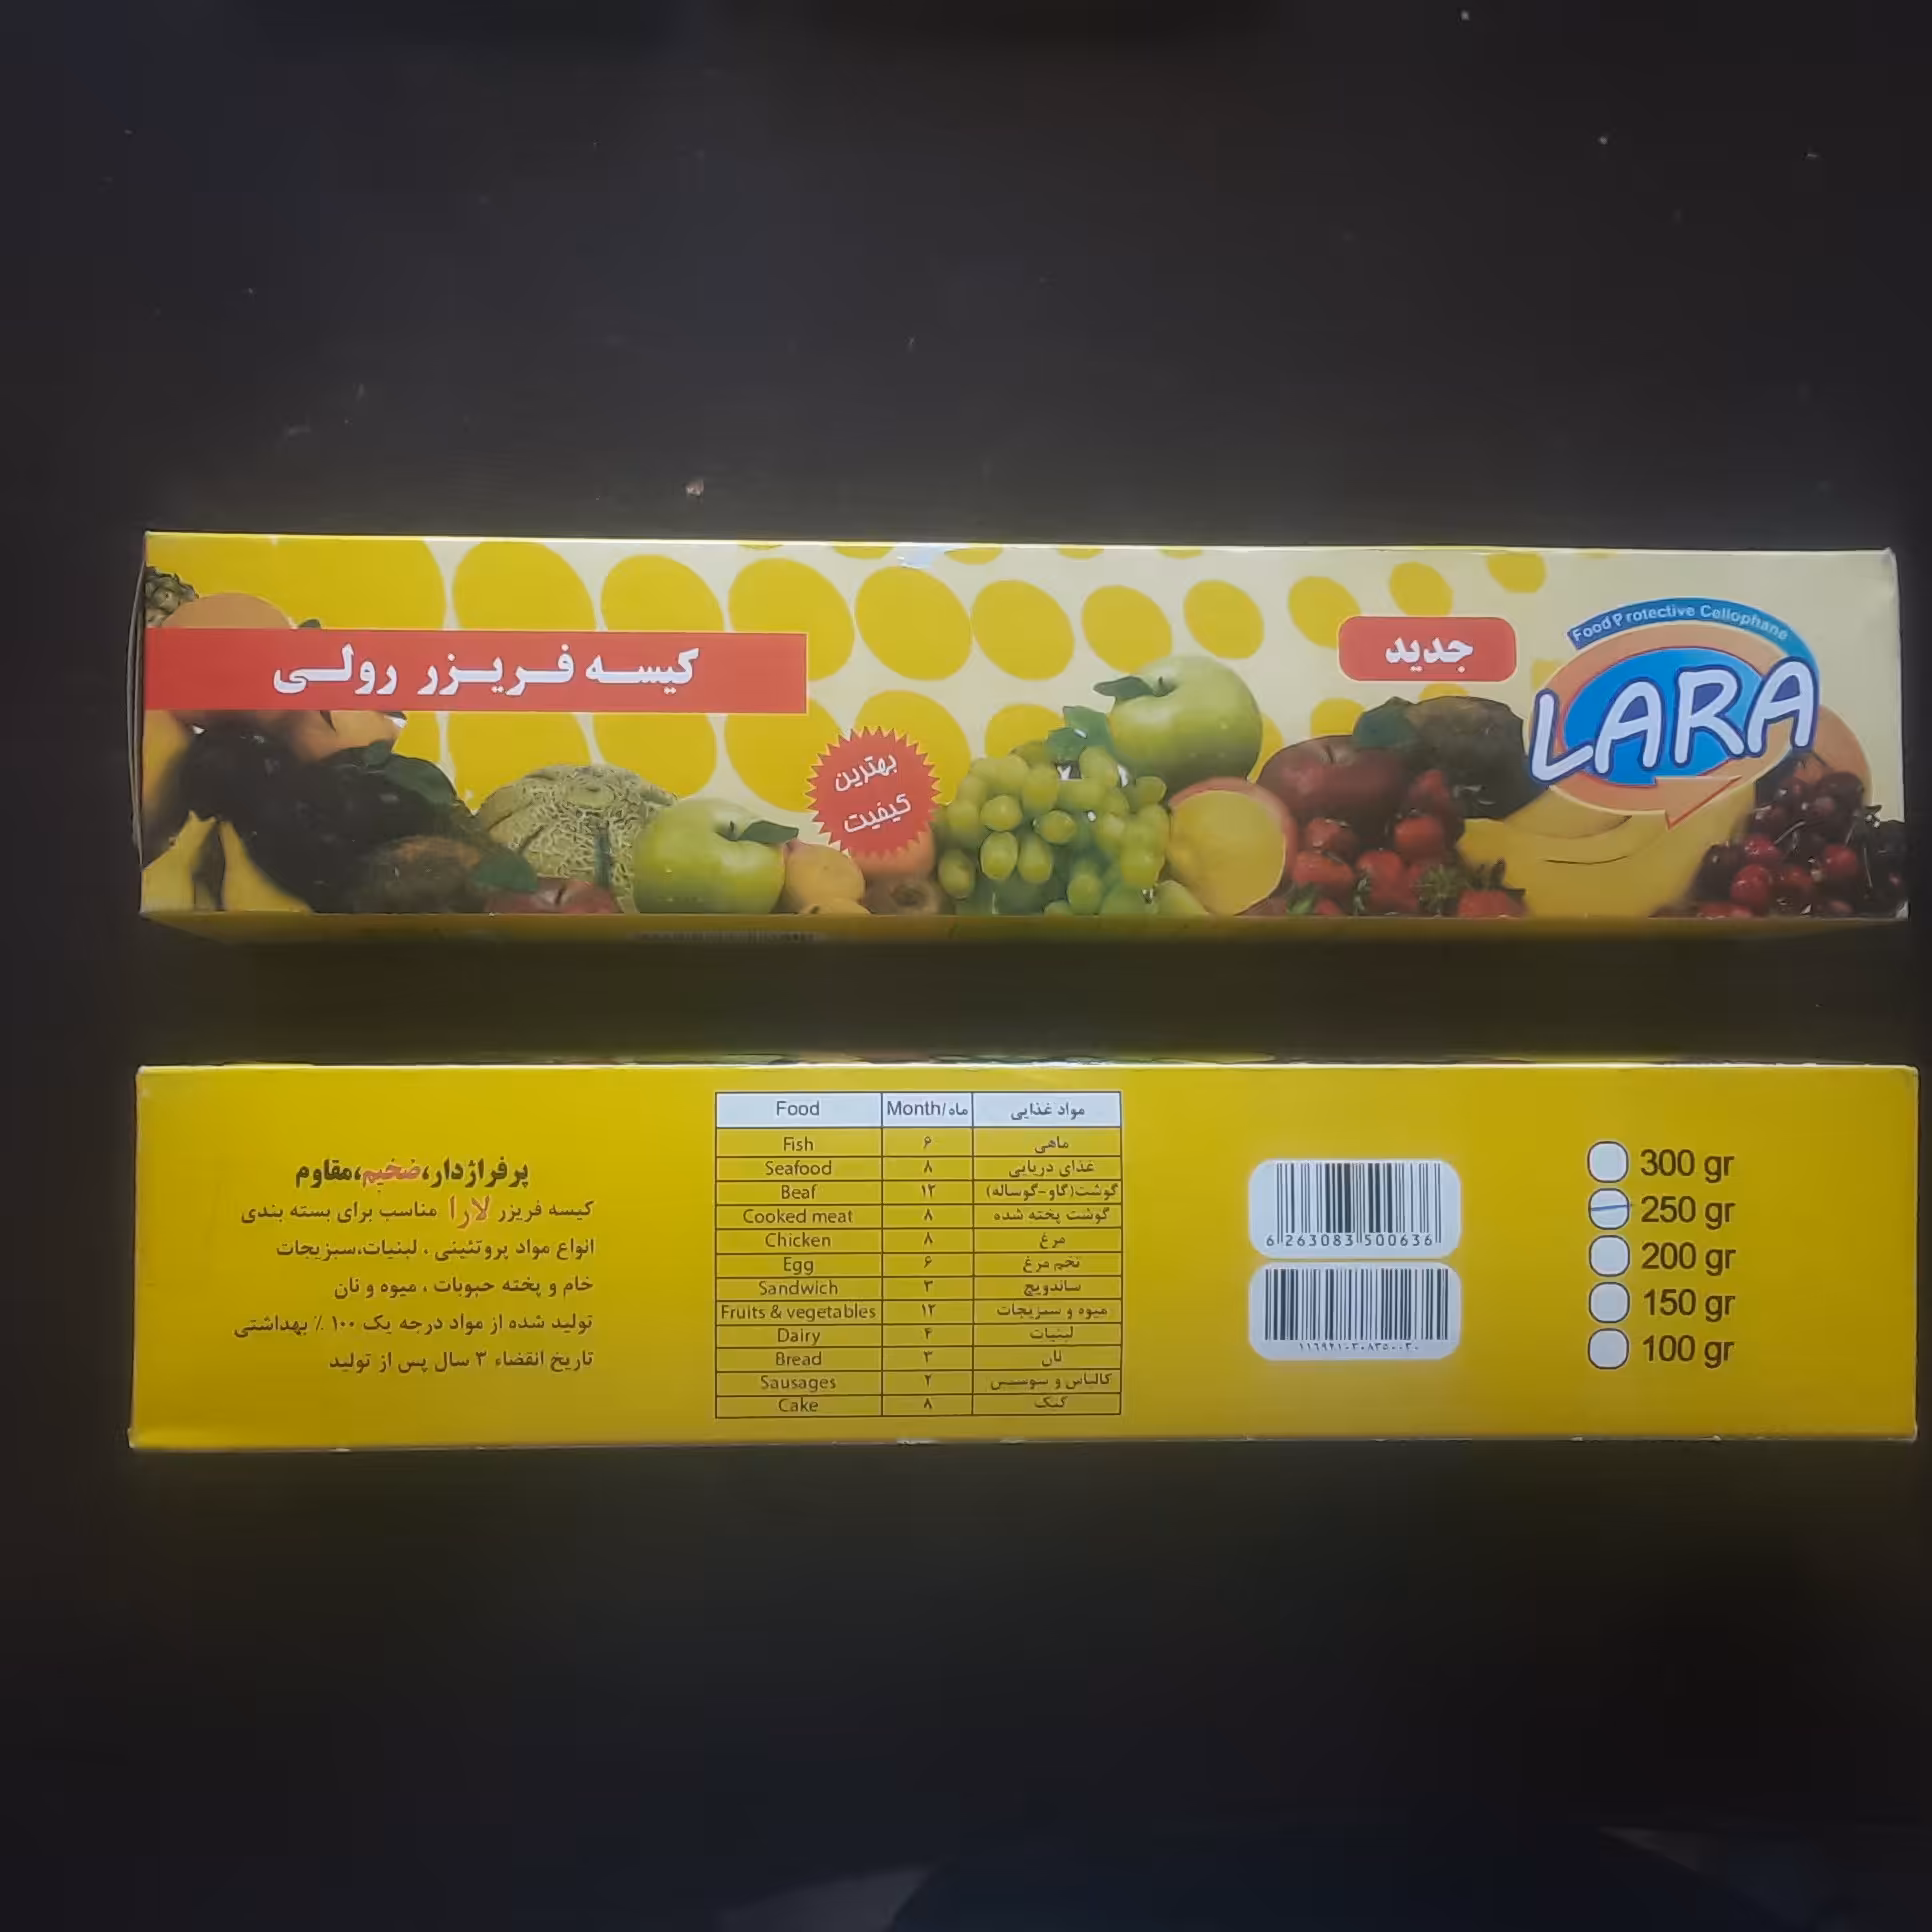 Food Protective Cellophane
LARA
جدید
کیسه فریزر رولی
بهترین
کیفیت
پرفراژدار،ضخیم،مقاوم
کیسه فریزر لارا مناسب برای بسته بندی
انواع مواد پروتئینی ، لبنیات،سبزیجات
خام و پخته حبوبات ، میوه و نان
تولید شده از مواد درجه یک ۱۰۰ ٪ بهداشتی
تاریخ انقضاء ۳ سال پس از تولید
Food Month/ماه مواد غذایی
Fish ۶ ماهی
Seafood ۸ غذای دریایی
Beaf ۱۲ گوشت(گاو-گوساله)
Cooked meat ۸ گوشت پخته شده
Chicken ۸ مرغ
Egg ۶ تخم مرغ
Sandwich ۳ ساندویچ
Fruits & vegetables ۱۲ میوه و سبزیجات
Dairy ۴ لبنیات
Bread ۳ نان
Sausages ۲ کالباس و سوسیس
Cake ۸ کیک
6 263083 500636
300 gr
250 gr
200 gr
150 gr
100 gr